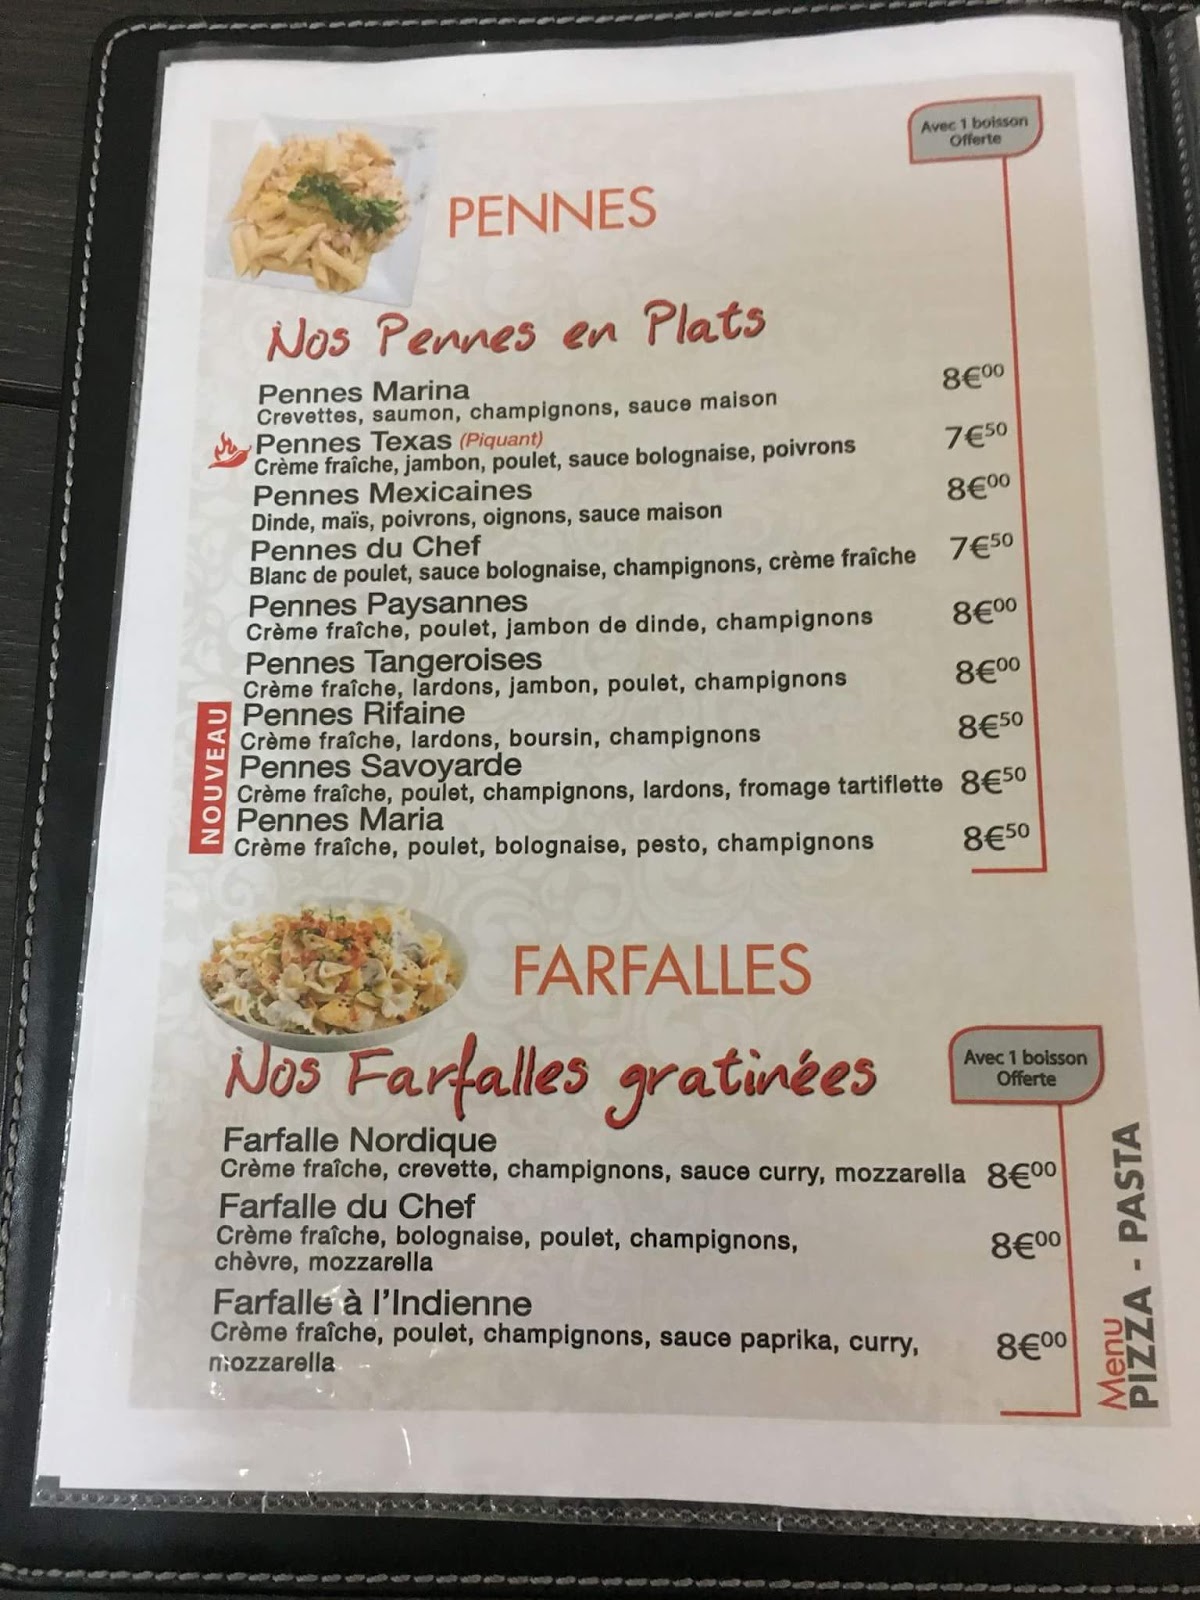 Avec 1 boisson
Offerte
PENNES
Nos Pennes en Plats
Pennes Marina
Crevettes, saumon, champignons, sauce maison
8€00
Pennes Texas (Piquant)
Crème fraîche, jambon, poulet, sauce bolognaise, poivrons
7€50
Pennes Mexicaines
Dinde, maïs, poivrons, oignons, sauce maison
8€00
Pennes du Chef
Blanc de poulet, sauce bolognaise, champignons, crème fraîche
7€50
Pennes Paysannes
Crème fraîche, poulet, jambon de dinde, champignons
8€00
Pennes Tangeroises
Crème fraîche, lardons, jambon, poulet, champignons
8€00
NOUVEAU
Pennes Rifaine
Crème fraîche, lardons, boursin, champignons
8€50
Pennes Savoyarde
Crème fraîche, poulet, champignons, lardons, fromage tartiflette
8€50
Pennes Maria
Crème fraîche, poulet, bolognaise, pesto, champignons
8€50
FARFALLES
Nos Farfalles gratinées
Avec 1 boisson
Offerte
Farfalle Nordique
Crème fraîche, crevette, champignons, sauce curry, mozzarella
8€00
Farfalle du Chef
Crème fraîche, bolognaise, poulet, champignons,
chèvre, mozzarella
8€00
Farfalle à l'Indienne
Crème fraîche, poulet, champignons, sauce paprika, curry,
mozzarella
8€00
Menu
PIZZA - PASTA